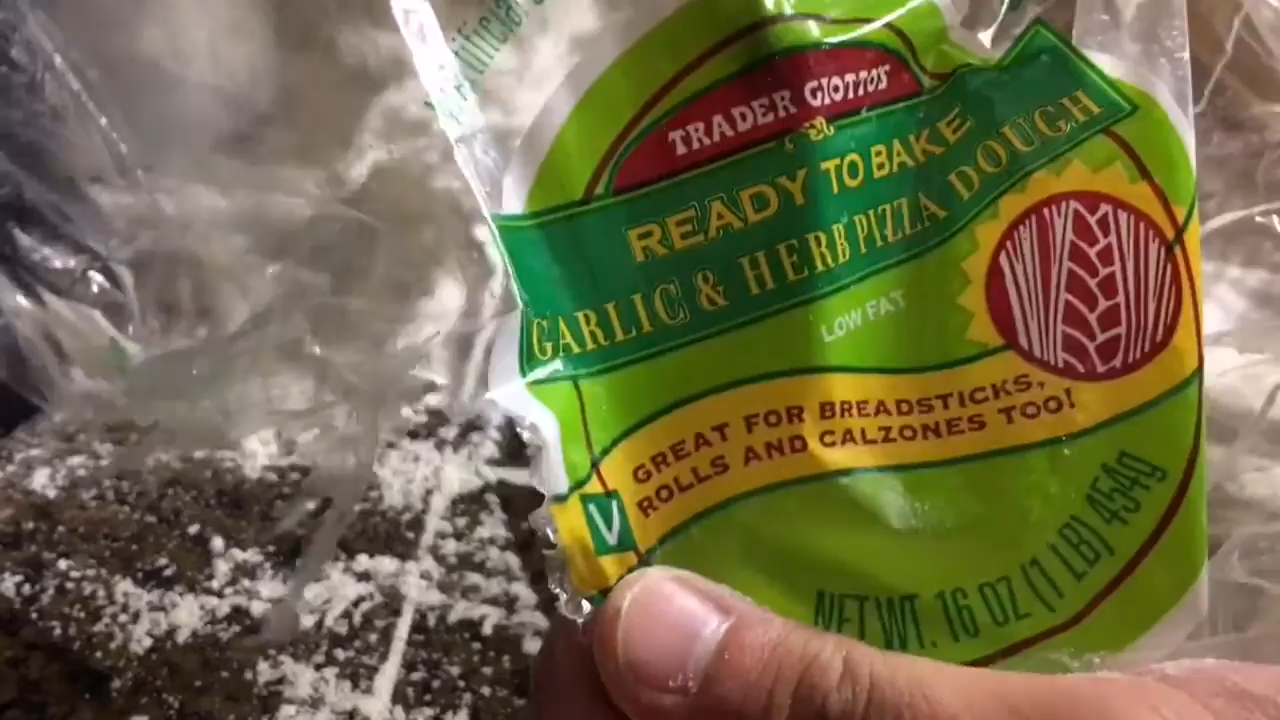 TRADER GIOTTO'S
READY TO BAKE
GARLIC & HERB PIZZA DOUGH
LOW FAT
GREAT FOR BREADSTICKS,
ROLLS AND CALZONES TOO!
V
NET WT. 16 OZ (1 LB) 454g